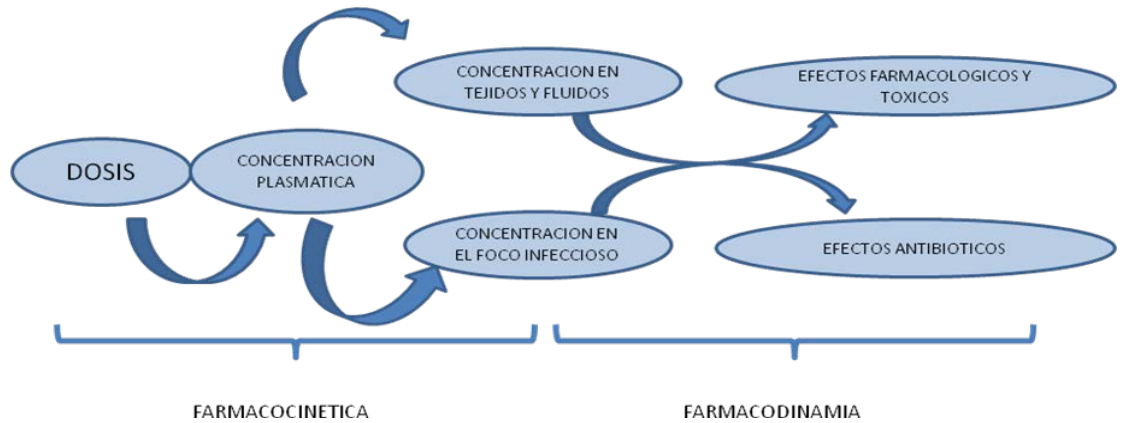 DOSIS
CONCENTRACION
PLASMATICA
CONCENTRACION EN
TEJIDOS Y FLUIDOS
CONCENTRACION EN
EL FOCO INFECCIOSO
EFECTOS FARMACOLOGICOS Y
TOXICOS
EFECTOS ANTIBIOTICOS
FARMACOCINETICA
FARMACODINAMIA